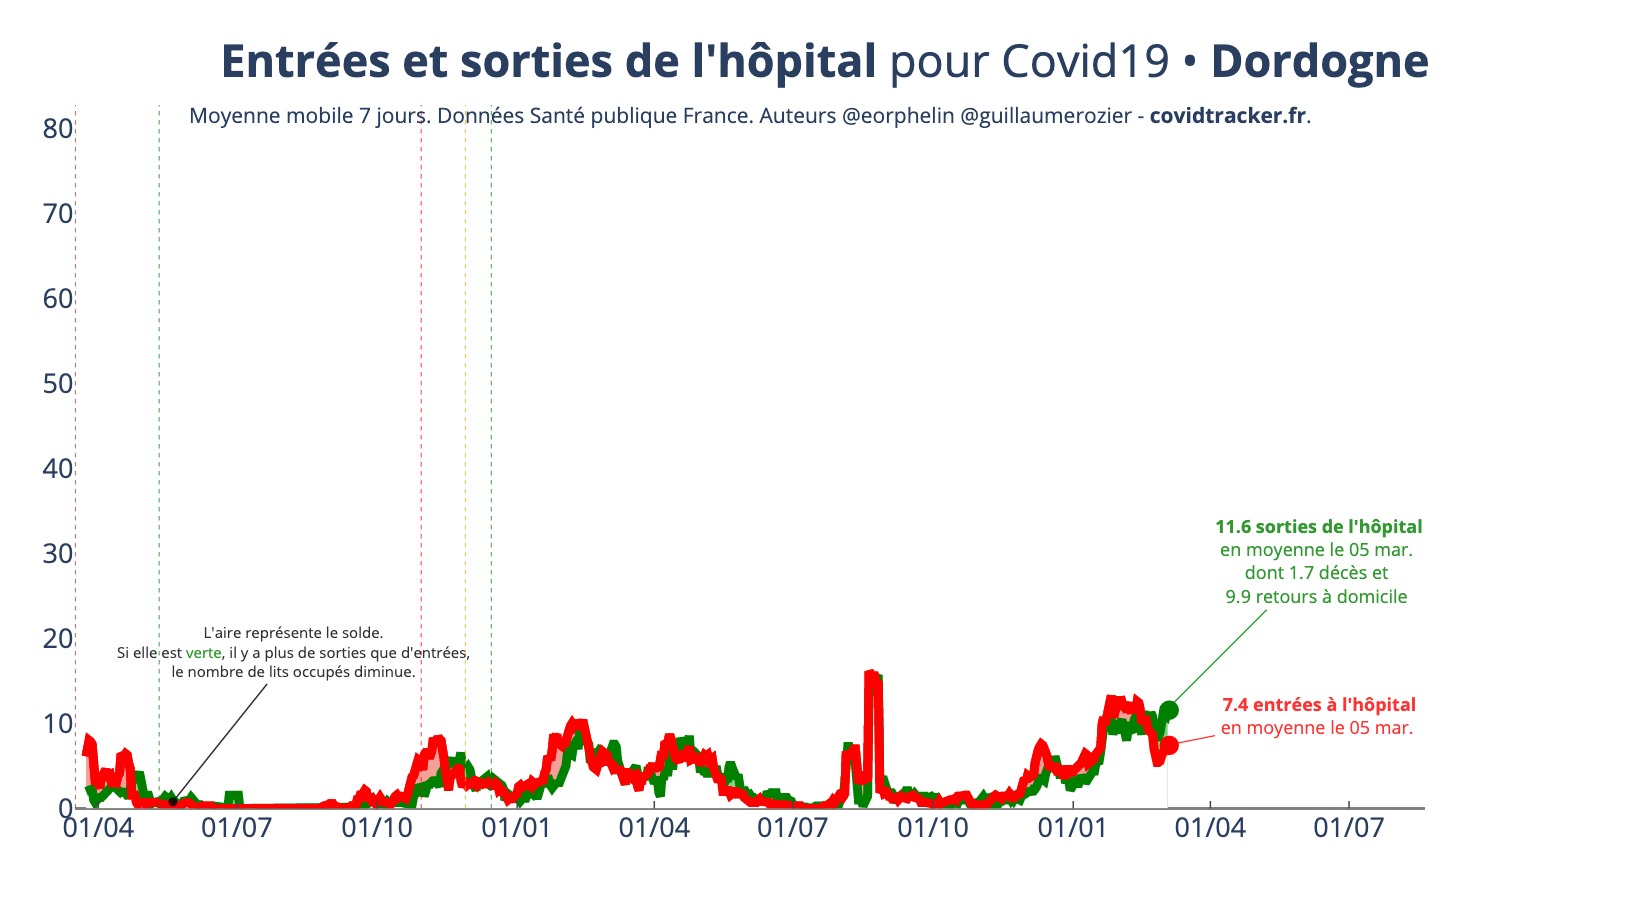 Entrées et sorties de l'hôpital pour Covid19 • Dordogne
Moyenne mobile 7 jours. Données Santé publique France. Auteurs @eorphelin @guillaumerozier - covidtracker.fr.
80
70
60
50
40
30
20
10
0
11.6 sorties de l'hôpital
en moyenne le 05 mar.
dont 1.7 décès et
9.9 retours à domicile
L'aire représente le solde.
Si elle est verte, il y a plus de sorties que d'entrées,
le nombre de lits occupés diminue.
7.4 entrées à l'hôpital
en moyenne le 05 mar.
01/04 01/07 01/10 01/01 01/04 01/07 01/10 01/01 01/04 01/07